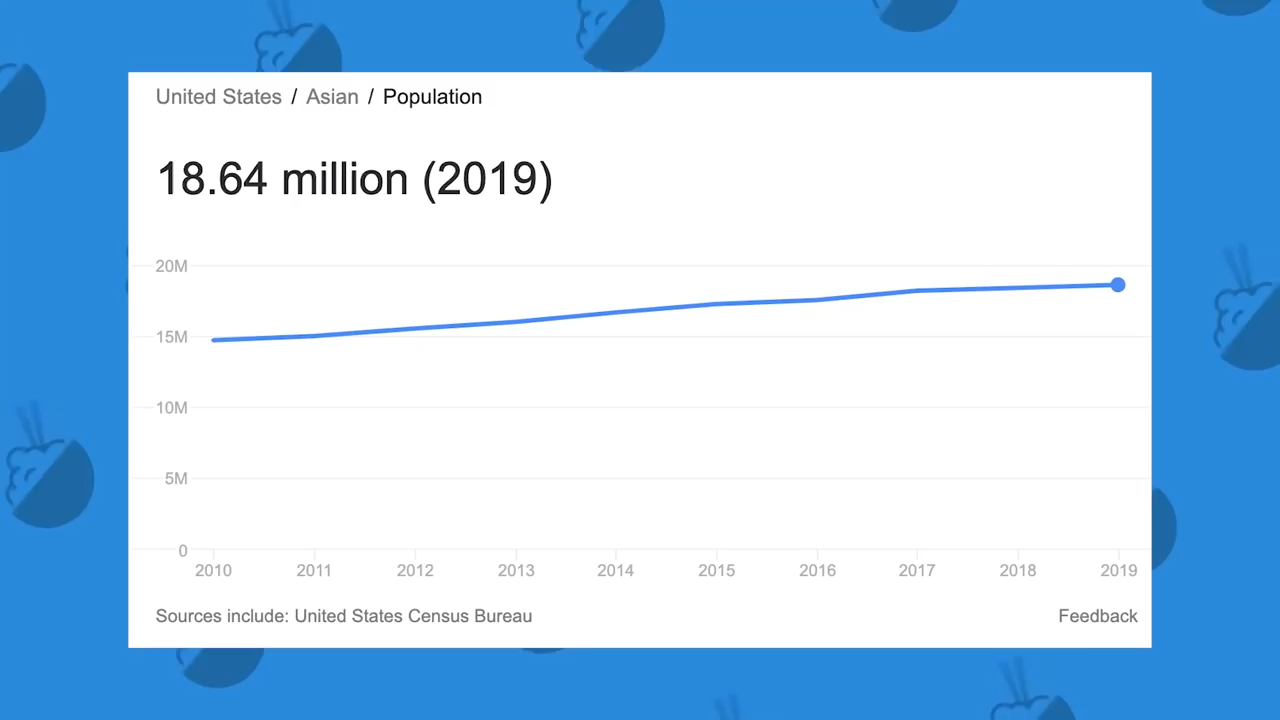 United States / Asian / Population
18.64 million (2019)
20M
15M
10M
5M
0
2010 2011 2012 2013 2014 2015 2016 2017 2018 2019
Sources include: United States Census Bureau Feedback